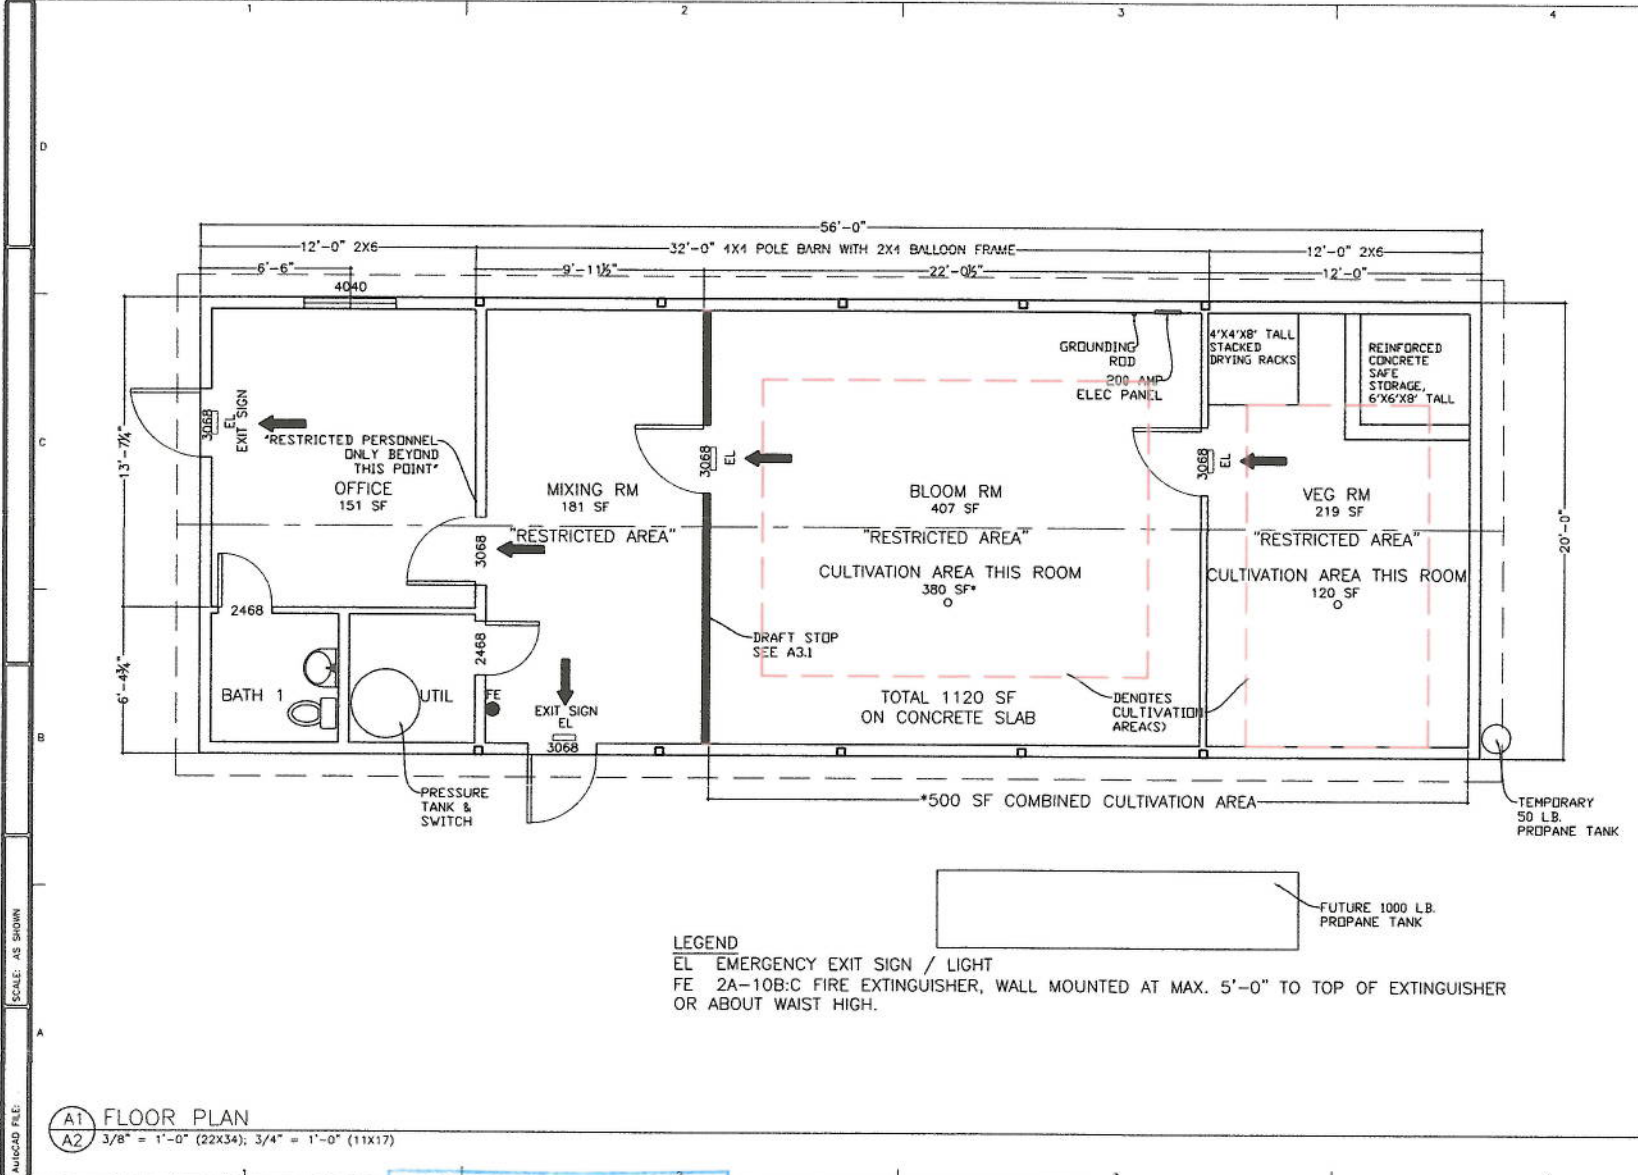 1
2
3
4
D
56'-0"
12'-0" 2X6
32'-0" 4X4 POLE BARN WITH 2X4 BALLOON FRAME
12'-0" 2X6
6'-6"
9'-11½"
22'-0½"
12'-0"
4040
GROUNDING
ROD
200 AMP
ELEC PANEL
4'X4'X8' TALL
STACKED
DRYING RACKS
REINFORCED
CONCRETE
SAFE
STORAGE,
6'X6'X8' TALL
C
13'-7¼"
3068
EL
EXIT SIGN
"RESTRICTED PERSONNEL
ONLY BEYOND
THIS POINT"
OFFICE
151 SF
MIXING RM
181 SF
"RESTRICTED AREA"
3068
EL
BLOOM RM
407 SF
"RESTRICTED AREA"
CULTIVATION AREA THIS ROOM
380 SF*
3068
EL
VEG RM
219 SF
"RESTRICTED AREA"
CULTIVATION AREA THIS ROOM
120 SF
20'-0"
3068
2468
2468
DRAFT STOP
SEE A3.1
6'-4¾"
BATH 1
UTIL
FE
EXIT SIGN
EL
3068
TOTAL 1120 SF
ON CONCRETE SLAB
DENOTES
CULTIVATION
AREA(S)
B
PRESSURE
TANK &
SWITCH
*500 SF COMBINED CULTIVATION AREA
TEMPORARY
50 LB.
PROPANE TANK
FUTURE 1000 LB.
PROPANE TANK
LEGEND
EL EMERGENCY EXIT SIGN / LIGHT
FE 2A-10B:C FIRE EXTINGUISHER, WALL MOUNTED AT MAX. 5'-0" TO TOP OF EXTINGUISHER
OR ABOUT WAIST HIGH.
SCALE: AS SHOWN
A
AutoCAD FILE:
A1
A2
FLOOR PLAN
3/8" = 1'-0" (22X34); 3/4" = 1'-0" (11X17)